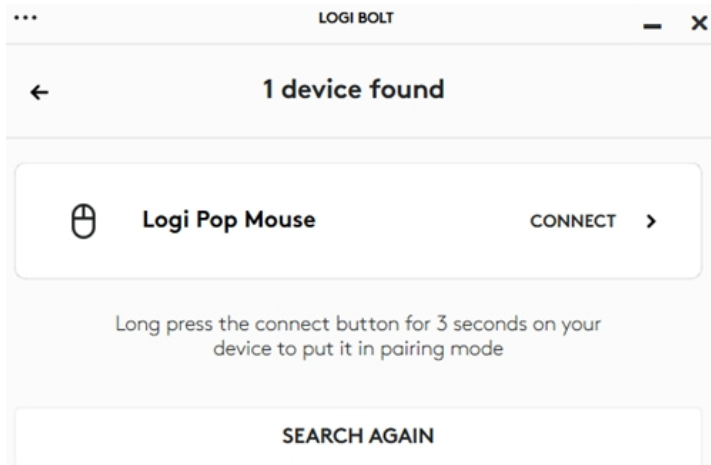 LOGI BOLT
1 device found
Logi Pop Mouse CONNECT
Long press the connect button for 3 seconds on your
device to put it in pairing mode
SEARCH AGAIN